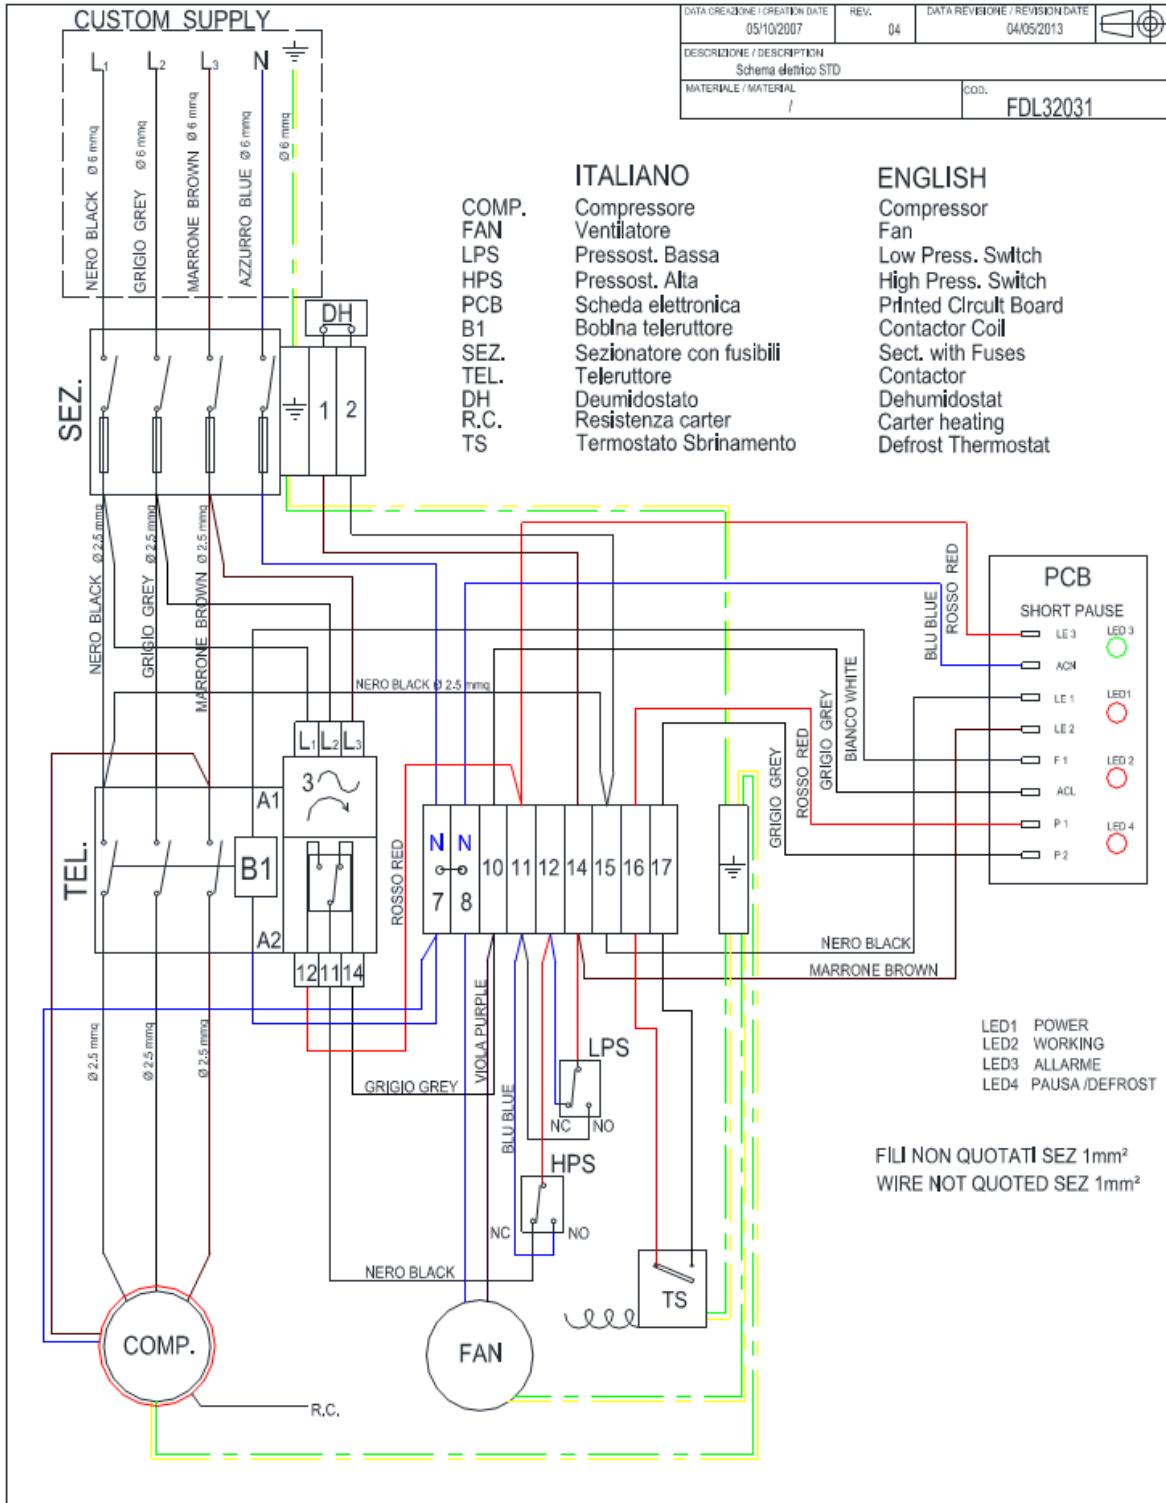 CUSTOM SUPPLY
DATA CREAZIONE / CREATION DATE
05/10/2007
REV.
04
DATA REVISIONE / REVISION DATE
04/05/2013
DESCRIZIONE / DESCRIPTION
Schema elettrico STD
MATERIALE / MATERIAL
/
COD.
FDL32031
L1 L2 L3 N
NERO BLACK Ø 6 mmq
GRIGIO GREY Ø 6 mmq
MARRONE BROWN Ø 6 mmq
AZZURRO BLUE Ø 6 mmq
Ø 6 mmq
ITALIANO ENGLISH
COMP. Compressore Compressor
FAN Ventilatore Fan
LPS Pressost. Bassa Low Press. Switch
HPS Pressost. Alta High Press. Switch
PCB Scheda elettronica Printed Circuit Board
B1 Bobina teleruttore Contactor Coil
SEZ. Sezionatore con fusibili Sect. with Fuses
TEL. Teleruttore Contactor
DH Deumidostato Dehumidostat
R.C. Resistenza carter Carter heating
TS Termostato Sbrinamento Defrost Thermostat
DH
SEZ.
1 2
NERO BLACK Ø 2.5 mmq
GRIGIO GREY Ø 2.5 mmq
MARRONE BROWN Ø 2.5 mmq
NERO BLACK Ø 2.5 mmq
BLU BLUE
ROSSO RED
PCB
SHORT PAUSE
LE 3 LED 3
ACN
LE 1 LED1
LE 2
F 1 LED 2
ACL
P 1 LED 4
P 2
GRIGIO GREY
ROSSO RED
GRIGIO GREY
BIANCO WHITE
L1 L2 L3
3
A1
TEL.
B1
A2
12 11 14
ROSSO RED
N N
7 8 10 11 12 14 15 16 17
NERO BLACK
MARRONE BROWN
Ø 2.5 mmq
Ø 2.5 mmq
Ø 2.5 mmq
GRIGIO GREY
VIOLA PURPLE
BLU BLUE
LPS
NC NO
HPS
NC NO
NERO BLACK
LED1 POWER
LED2 WORKING
LED3 ALLARME
LED4 PAUSA /DEFROST
FILI NON QUOTATI SEZ 1mm²
WIRE NOT QUOTED SEZ 1mm²
TS
COMP.
FAN
R.C.